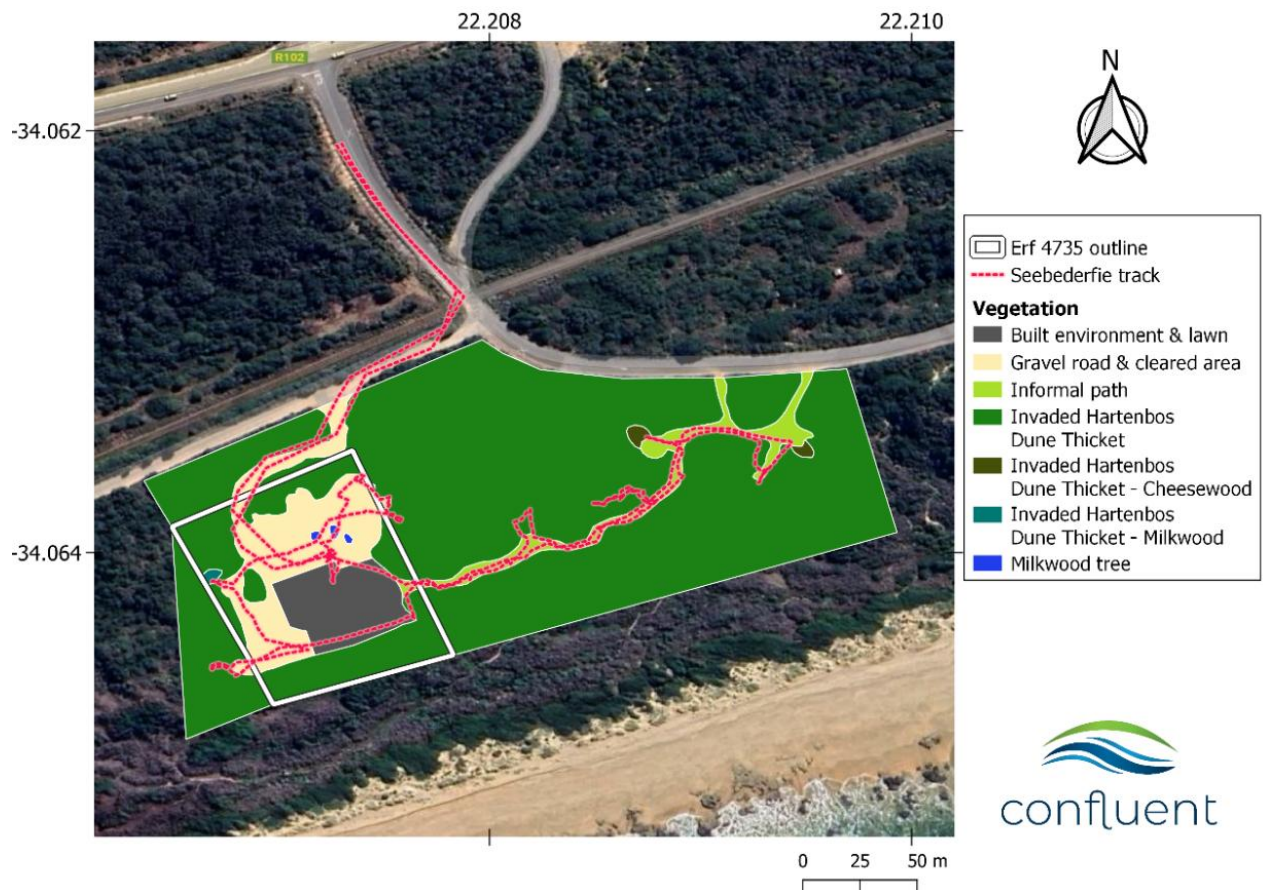 22.208
22.210
R102
N
-34.062
Erf 4735 outline
Seebederfie track
Vegetation
Built environment & lawn
Gravel road & cleared area
Informal path
Invaded Hartenbos
Dune Thicket
Invaded Hartenbos
Dune Thicket - Cheesewood
Invaded Hartenbos
Dune Thicket - Milkwood
Milkwood tree
-34.064
confluent
0 25 50 m